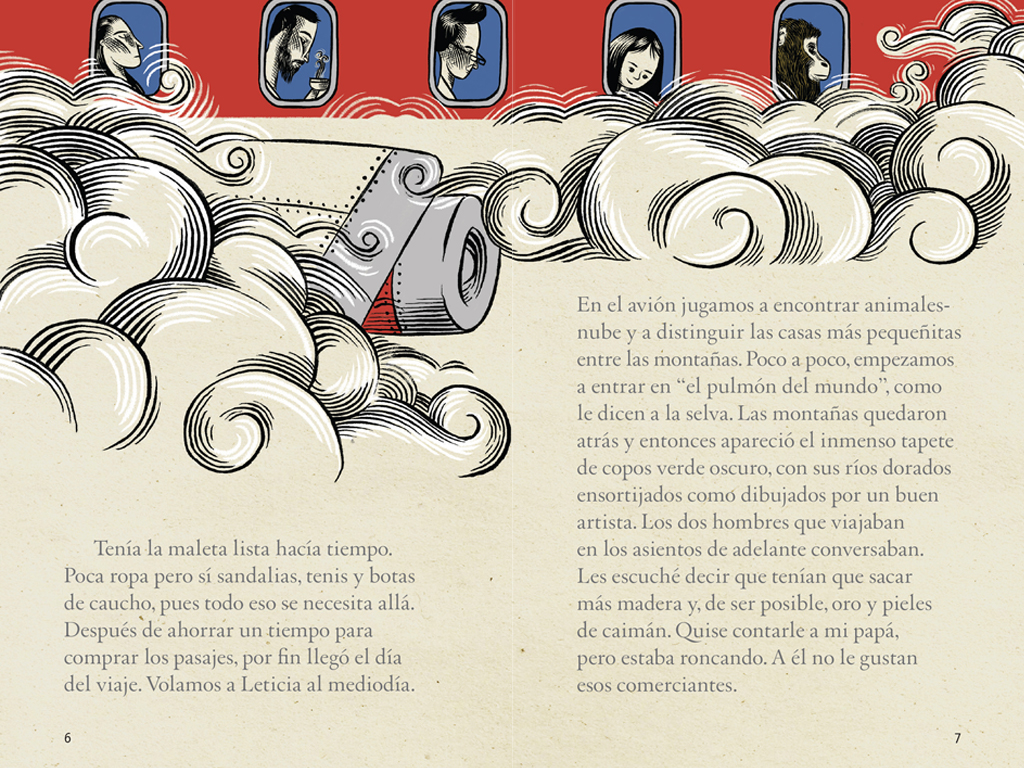 Tenía la maleta lista hacía tiempo.
Poca ropa pero sí sandalias, tenis y botas
de caucho, pues todo eso se necesita allá.
Después de ahorrar un tiempo para
comprar los pasajes, por fin llegó el día
del viaje. Volamos a Leticia al mediodía.
6
En el avión jugamos a encontrar animales-
nube y a distinguir las casas más pequeñitas
entre las montañas. Poco a poco, empezamos
a entrar en “el pulmón del mundo”, como
le dicen a la selva. Las montañas quedaron
atrás y entonces apareció el inmenso tapete
de copos verde oscuro, con sus ríos dorados
ensortijados como dibujados por un buen
artista. Los dos hombres que viajaban
en los asientos de adelante conversaban.
Les escuché decir que tenían que sacar
más madera y, de ser posible, oro y pieles
de caimán. Quise contarle a mi papá,
pero estaba roncando. A él no le gustan
esos comerciantes.
7